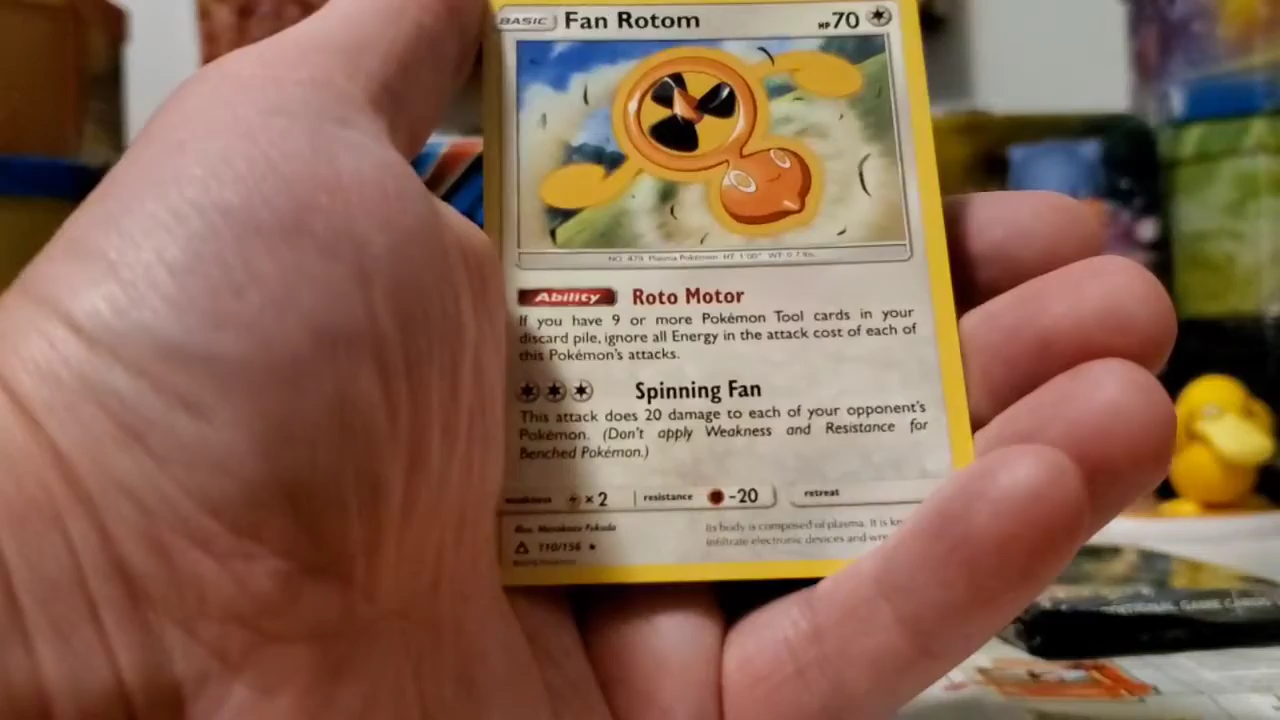 BASIC Fan Rotom HP 70
NO. 479 Plasma Pokémon HT: 1'00" WT: 0.7 lbs.
Ability Roto Motor
If you have 9 or more Pokémon Tool cards in your
discard pile, ignore all Energy in the attack cost of each of
this Pokémon's attacks.
Spinning Fan
This attack does 20 damage to each of your opponent's
Pokémon. (Don't apply Weakness and Resistance for
Benched Pokémon.)
weakness ×2 resistance -20 retreat
Illus. Masakazu Fukuda
Its body is composed of plasma. It is
infiltrate electronic devices and
110/156
GAME CARDS